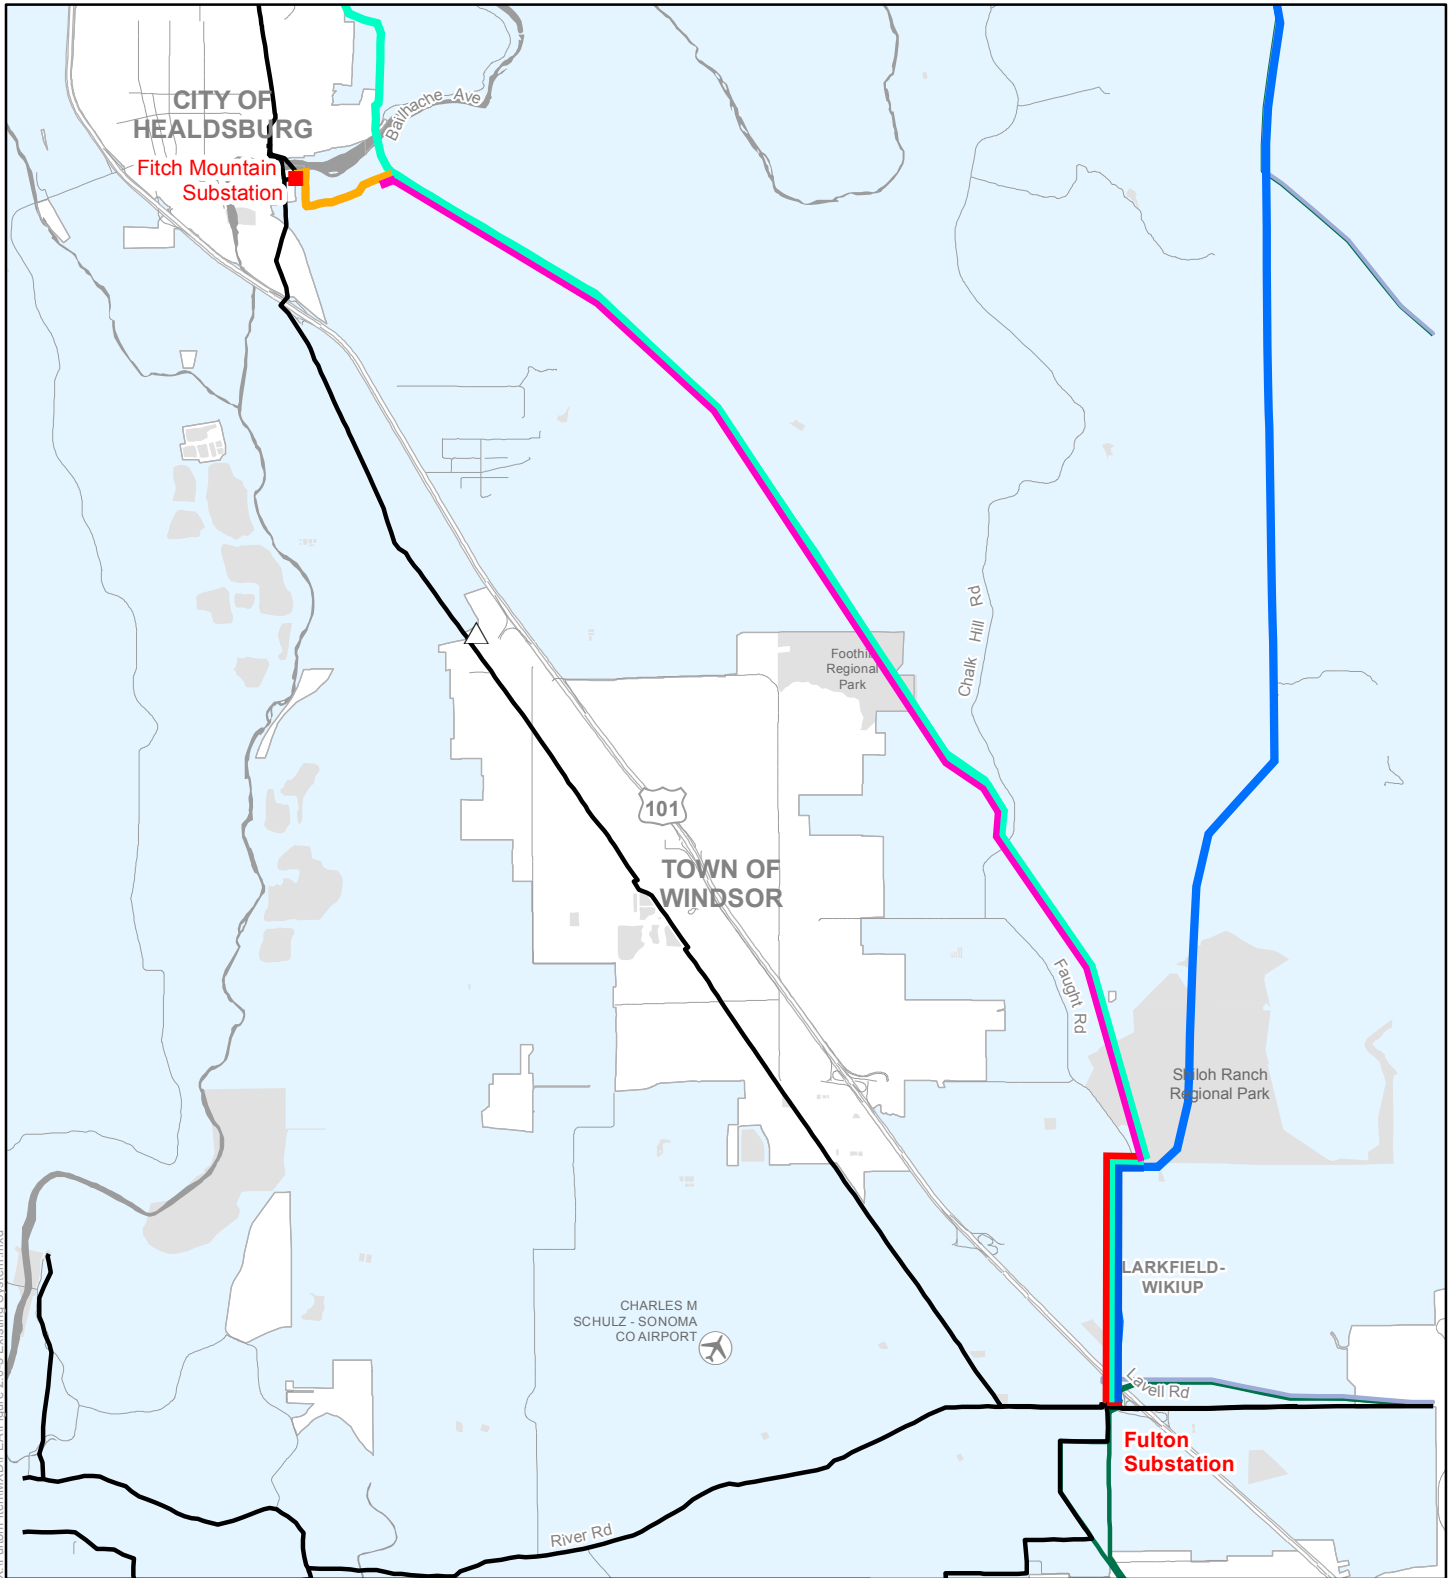 CITY OF
HEALDSBURG
Bailhache Ave
Fitch Mountain
Substation
Foothill
Regional
Park
Chalk Hill Rd
101
TOWN OF
WINDSOR
Faught Rd
Shiloh Ranch
Regional Park
LARKFIELD-
WIKIUP
CHARLES M
SCHULZ - SONOMA
CO AIRPORT
Lavell Rd
Fulton
Substation
River Rd